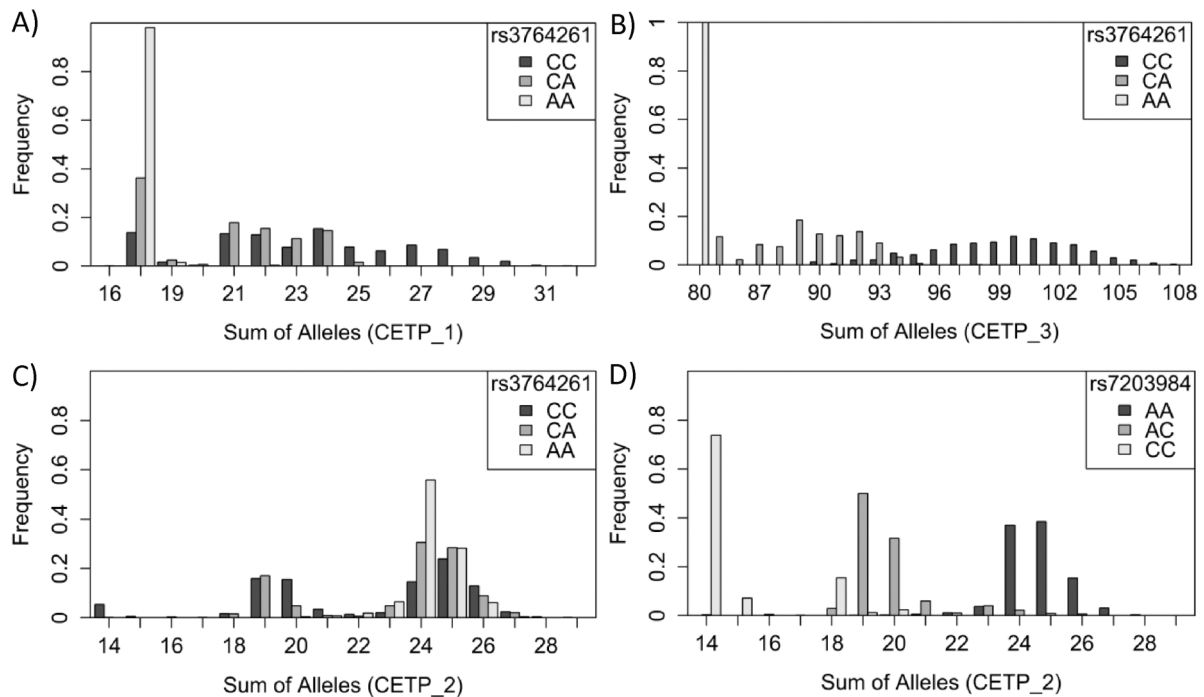 A)
rs3764261
CC
CA
AA
Frequency
0 0.2 0.4 0.6 0.8
16 19 21 23 25 27 29 31
Sum of Alleles (CETP_1)
B)
rs3764261
CC
CA
AA
Frequency
0 0.2 0.4 0.6 0.8 1
80 87 90 93 96 99 102 105 108
Sum of Alleles (CETP_3)
C)
rs3764261
CC
CA
AA
Frequency
0 0.2 0.4 0.6 0.8
14 16 18 20 22 24 26 28
Sum of Alleles (CETP_2)
D)
rs7203984
AA
AC
CC
Frequency
0 0.2 0.4 0.6 0.8
14 16 18 20 22 24 26 28
Sum of Alleles (CETP_2)